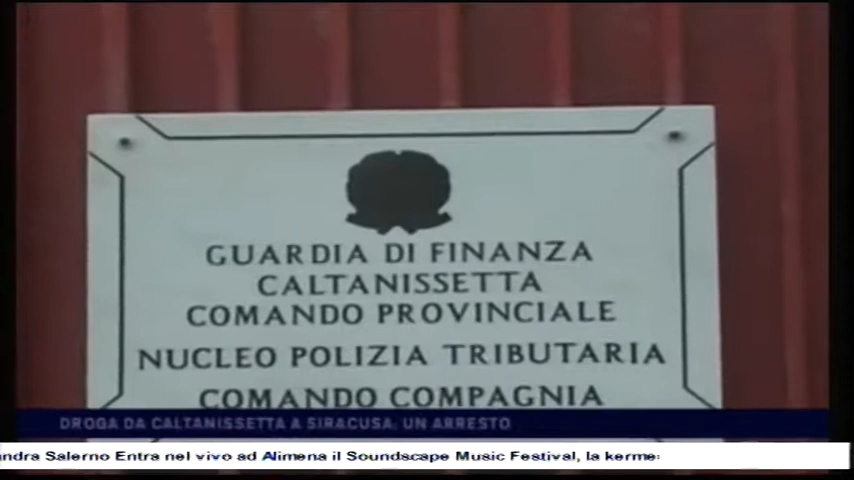 GUARDIA DI FINANZA
CALTANISSETTA
COMANDO PROVINCIALE
NUCLEO POLIZIA TRIBUTARIA
COMANDO COMPAGNIA
DROGA DA CALTANISSETTA A SIRACUSA: UN ARRESTO
Salerno Entra nel vivo ad Alimena il Soundscape Music Festival, la